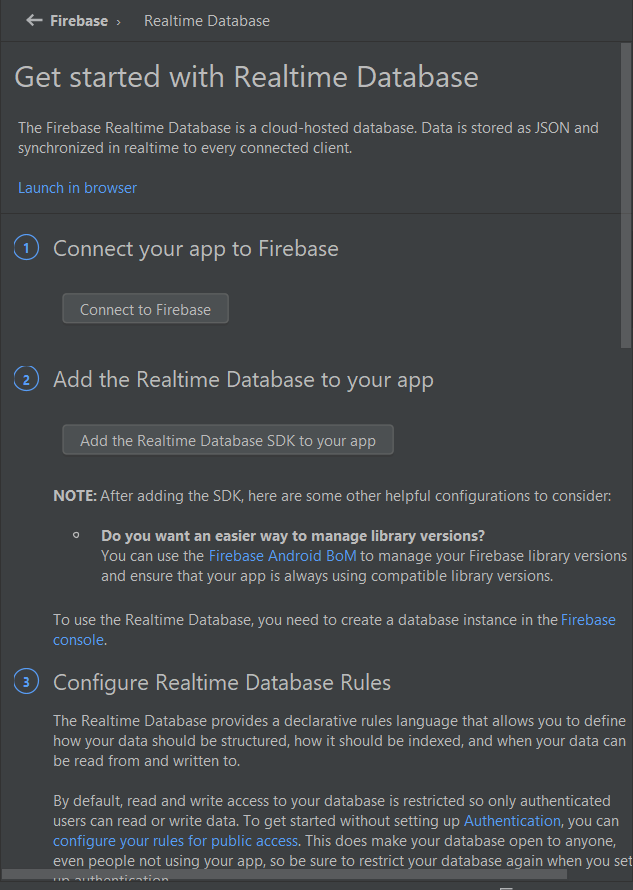 Firebase › Realtime Database
Get started with Realtime Database
The Firebase Realtime Database is a cloud-hosted database. Data is stored as JSON and
synchronized in realtime to every connected client.
Launch in browser
1 Connect your app to Firebase
Connect to Firebase
2 Add the Realtime Database to your app
Add the Realtime Database SDK to your app
NOTE: After adding the SDK, here are some other helpful configurations to consider:
Do you want an easier way to manage library versions?
You can use the Firebase Android BoM to manage your Firebase library versions
and ensure that your app is always using compatible library versions.
To use the Realtime Database, you need to create a database instance in the Firebase
console.
3 Configure Realtime Database Rules
The Realtime Database provides a declarative rules language that allows you to define
how your data should be structured, how it should be indexed, and when your data can
be read from and written to.
By default, read and write access to your database is restricted so only authenticated
users can read or write data. To get started without setting up Authentication, you can
configure your rules for public access. This does make your database open to anyone,
even people not using your app, so be sure to restrict your database again when you set
up authentication